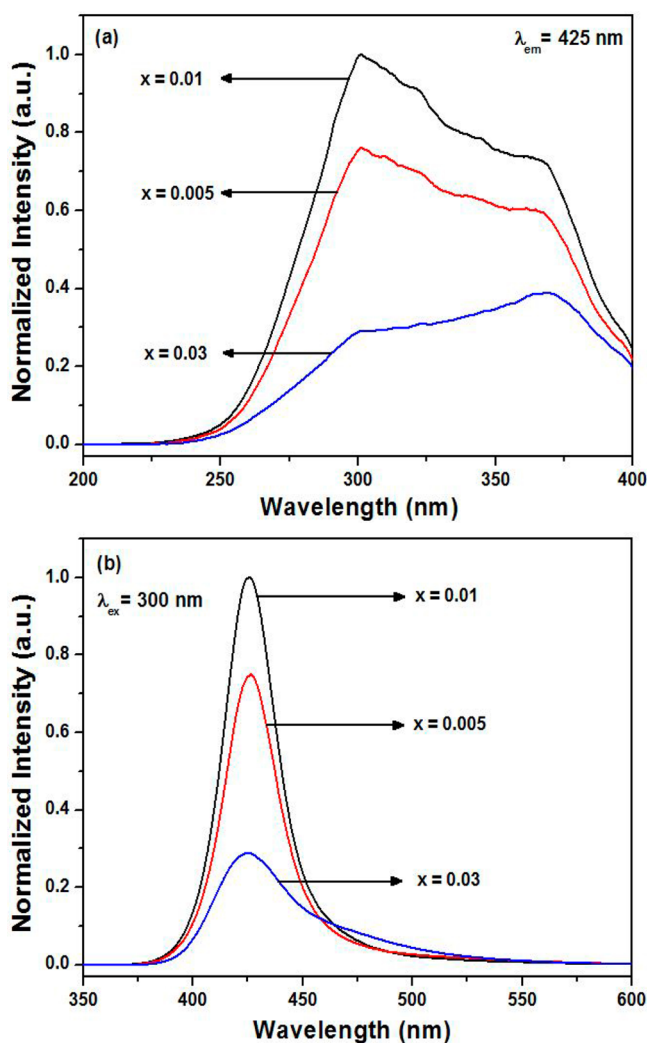 (a)
λem= 425 nm
1.0
0.8
0.6
0.4
0.2
0.0
x = 0.01
x = 0.005
x = 0.03
Normalized Intensity (a.u.)
200 250 300 350 400
Wavelength (nm)
(b)
λex= 300 nm
1.0
0.8
0.6
0.4
0.2
0.0
x = 0.01
x = 0.005
x = 0.03
Normalized Intensity (a.u.)
350 400 450 500 550 600
Wavelength (nm)